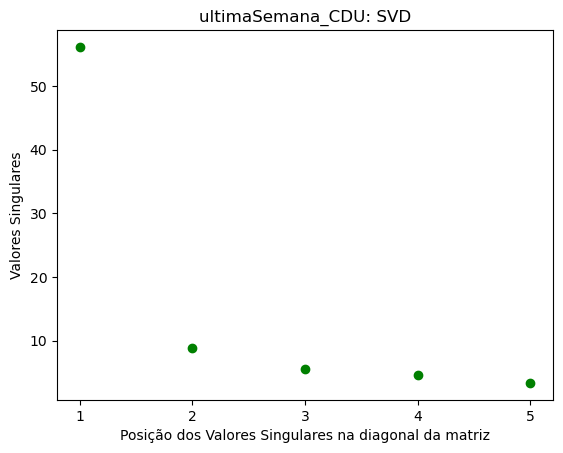 ultimaSemana_CDU: SVD
Valores Singulares
50
40
30
20
10
1 2 3 4 5
Posição dos Valores Singulares na diagonal da matriz